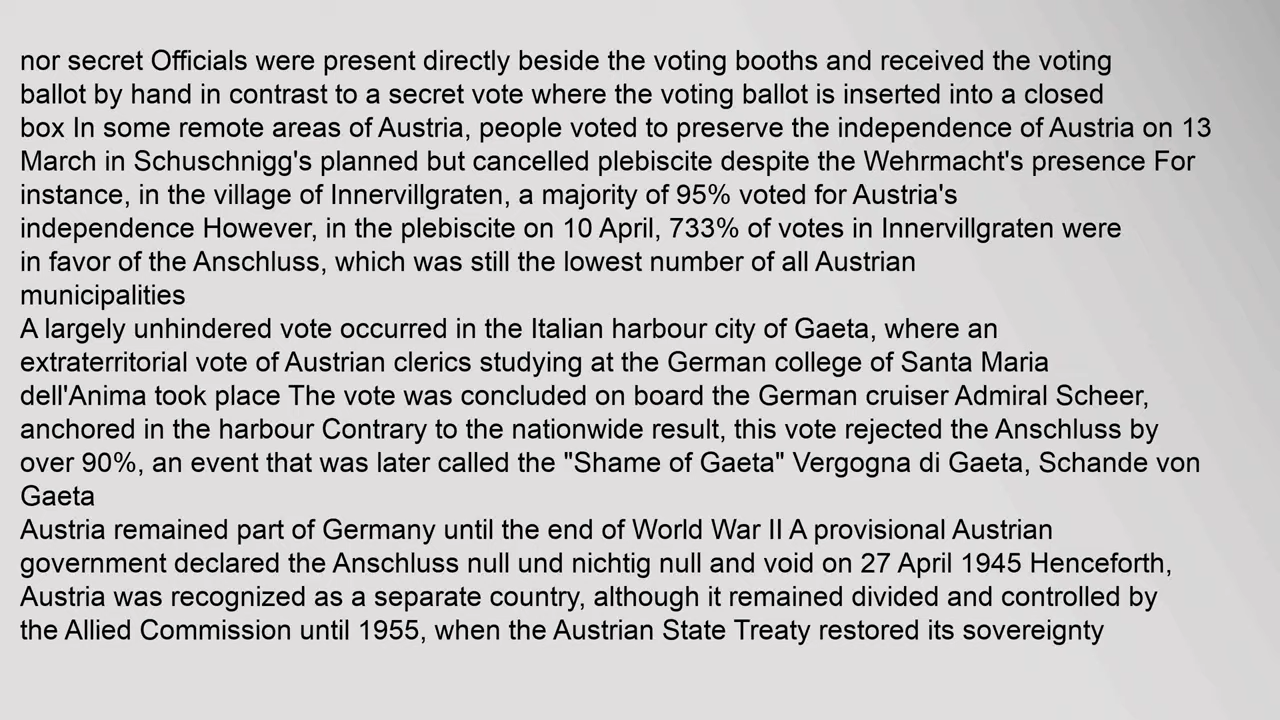 nor secret Officials were present directly beside the voting booths and received the voting
ballot by hand in contrast to a secret vote where the voting ballot is inserted into a closed
box In some remote areas of Austria, people voted to preserve the independence of Austria on 13
March in Schuschnigg's planned but cancelled plebiscite despite the Wehrmacht's presence For
instance, in the village of Innervillgraten, a majority of 95% voted for Austria's
independence However, in the plebiscite on 10 April, 733% of votes in Innervillgraten were
in favor of the Anschluss, which was still the lowest number of all Austrian
municipalities
A largely unhindered vote occurred in the Italian harbour city of Gaeta, where an
extraterritorial vote of Austrian clerics studying at the German college of Santa Maria
dell'Anima took place The vote was concluded on board the German cruiser Admiral Scheer,
anchored in the harbour Contrary to the nationwide result, this vote rejected the Anschluss by
over 90%, an event that was later called the "Shame of Gaeta" Vergogna di Gaeta, Schande von
Gaeta
Austria remained part of Germany until the end of World War II A provisional Austrian
government declared the Anschluss null und nichtig null and void on 27 April 1945 Henceforth,
Austria was recognized as a separate country, although it remained divided and controlled by
the Allied Commission until 1955, when the Austrian State Treaty restored its sovereignty